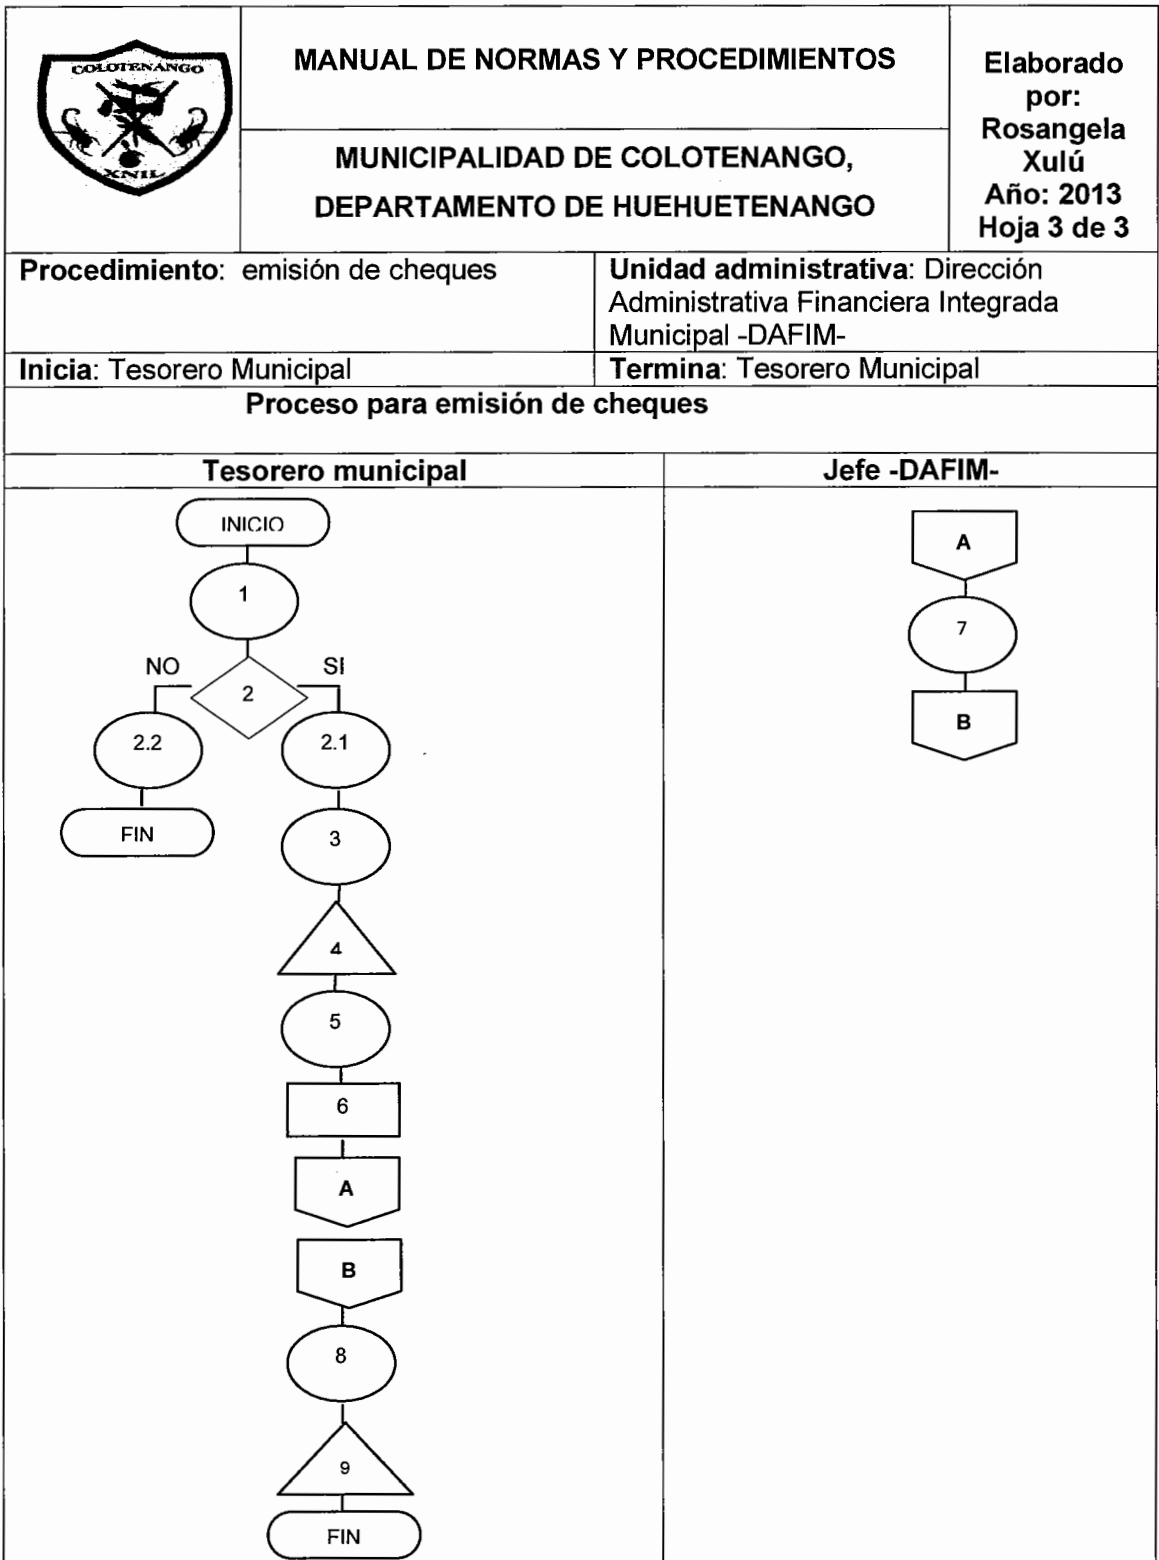 COLOTENANGO
XNIL
MANUAL DE NORMAS Y PROCEDIMIENTOS
MUNICIPALIDAD DE COLOTENANGO,
DEPARTAMENTO DE HUEHUETENANGO
Elaborado
por:
Rosangela
Xulú
Año: 2013
Hoja 3 de 3
Procedimiento: emisión de cheques
Unidad administrativa: Dirección
Administrativa Financiera Integrada
Municipal -DAFIM-
Inicia: Tesorero Municipal
Termina: Tesorero Municipal
Proceso para emisión de cheques
Tesorero municipal
Jefe -DAFIM-
INICIO
1
NO
SI
2
2.2
2.1
FIN
3
4
5
6
A
B
8
9
FIN
A
7
B